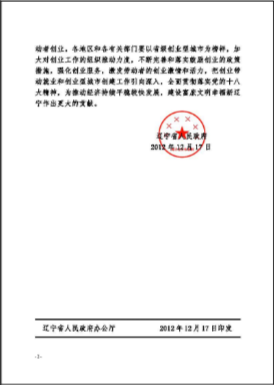 动者创业。各地区和各有关部门要以省级创业型城市为榜样，加
大对创业工作的组织推动力度，不断完善和落实鼓励创业的政策
措施，强化创业服务，激发劳动者的创业激情和活力，把创业带
动就业和创业型城市创建工作引向深入，全面贯彻落实党的十八
大精神，为推动经济持续平稳较快发展、建设富庶文明幸福新辽
宁作出更大的贡献。
辽宁省人民政府
2012年12月17日
辽宁省人民政府办公厅 2012年12月17日印发
-2-